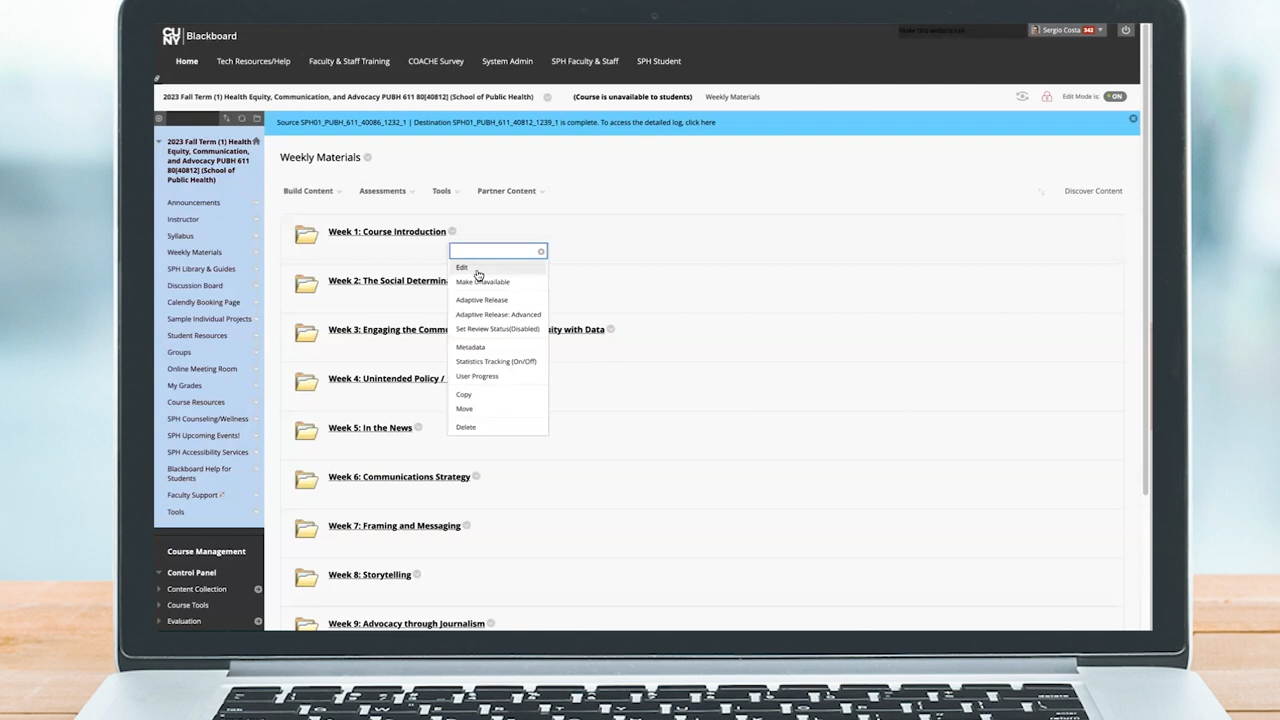 CUNY Blackboard
Sergio Costa 342
Home Tech Resources/Help Faculty & Staff Training COACHE Survey System Admin SPH Faculty & Staff SPH Student
2023 Fall Term (1) Health Equity, Communication, and Advocacy PUBH 611 80[40812] (School of Public Health) (Course is unavailable to students) Weekly Materials Edit Mode is: ON
Source SPH01_PUBH_611_40086_1232_1 | Destination SPH01_PUBH_611_40812_1239_1 is complete. To access the detailed log, click here
2023 Fall Term (1) Health
Equity, Communication,
and Advocacy PUBH 611
80[40812] (School of
Public Health)
Announcements
Instructor
Syllabus
Weekly Materials
SPH Library & Guides
Discussion Board
Calendly Booking Page
Sample Individual Projects
Student Resources
Groups
Online Meeting Room
My Grades
Course Resources
SPH Counseling/Wellness
SPH Upcoming Events!
SPH Accessibility Services
Blackboard Help for
Students
Faculty Support
Tools
Course Management
Control Panel
Content Collection
Course Tools
Evaluation
Weekly Materials
Build Content Assessments Tools Partner Content Discover Content
Week 1: Course Introduction
Week 2: The Social Determina
Week 3: Engaging the Commu uity with Data
Week 4: Unintended Policy /
Week 5: In the News
Week 6: Communications Strategy
Week 7: Framing and Messaging
Week 8: Storytelling
Week 9: Advocacy through Journalism
Edit
Make Unavailable
Adaptive Release
Adaptive Release: Advanced
Set Review Status(Disabled)
Metadata
Statistics Tracking (On/Off)
User Progress
Copy
Move
Delete